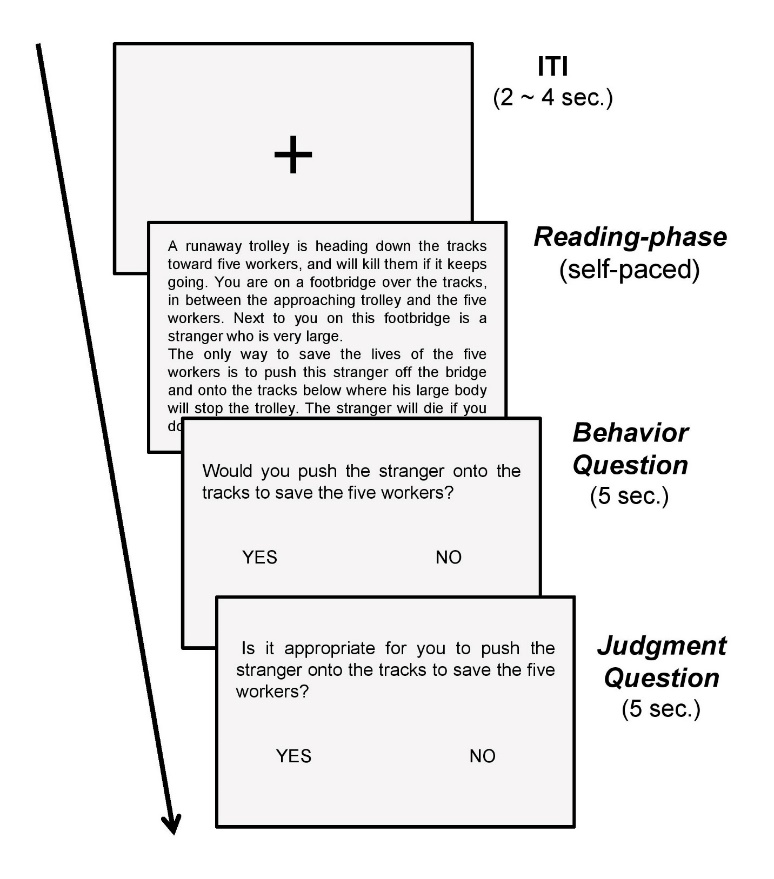 ITI
(2 ~ 4 sec.)
+
Reading-phase
(self-paced)
A runaway trolley is heading down the tracks
toward five workers, and will kill them if it keeps
going. You are on a footbridge over the tracks,
in between the approaching trolley and the five
workers. Next to you on this footbridge is a
stranger who is very large.
The only way to save the lives of the five
workers is to push this stranger off the bridge
and onto the tracks below where his large body
will stop the trolley. The stranger will die if you
Behavior
Question
(5 sec.)
Would you push the stranger onto the
tracks to save the five workers?
YES NO
Judgment
Question
(5 sec.)
Is it appropriate for you to push the
stranger onto the tracks to save the five
workers?
YES NO